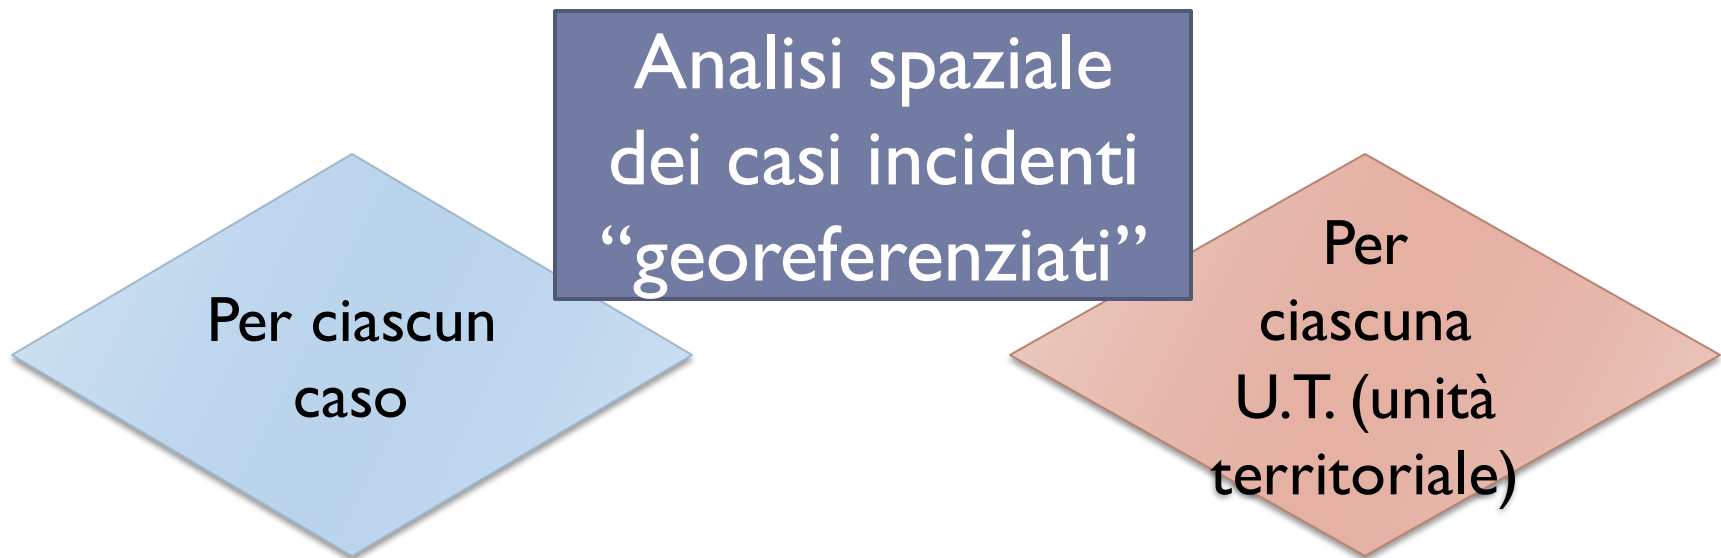 Analisi spaziale
dei casi incidenti
“georeferenziati”
Per ciascun
caso
Per
ciascuna
U.T. (unità
territoriale)